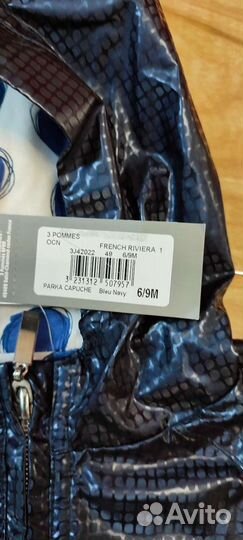 3 POMMES
FRENCH RIVIERA 1
OCN
3J42022 48 6/9M
3 231312 507957
PARKA CAPUCHE Bleu Navy
6/9M
Avito